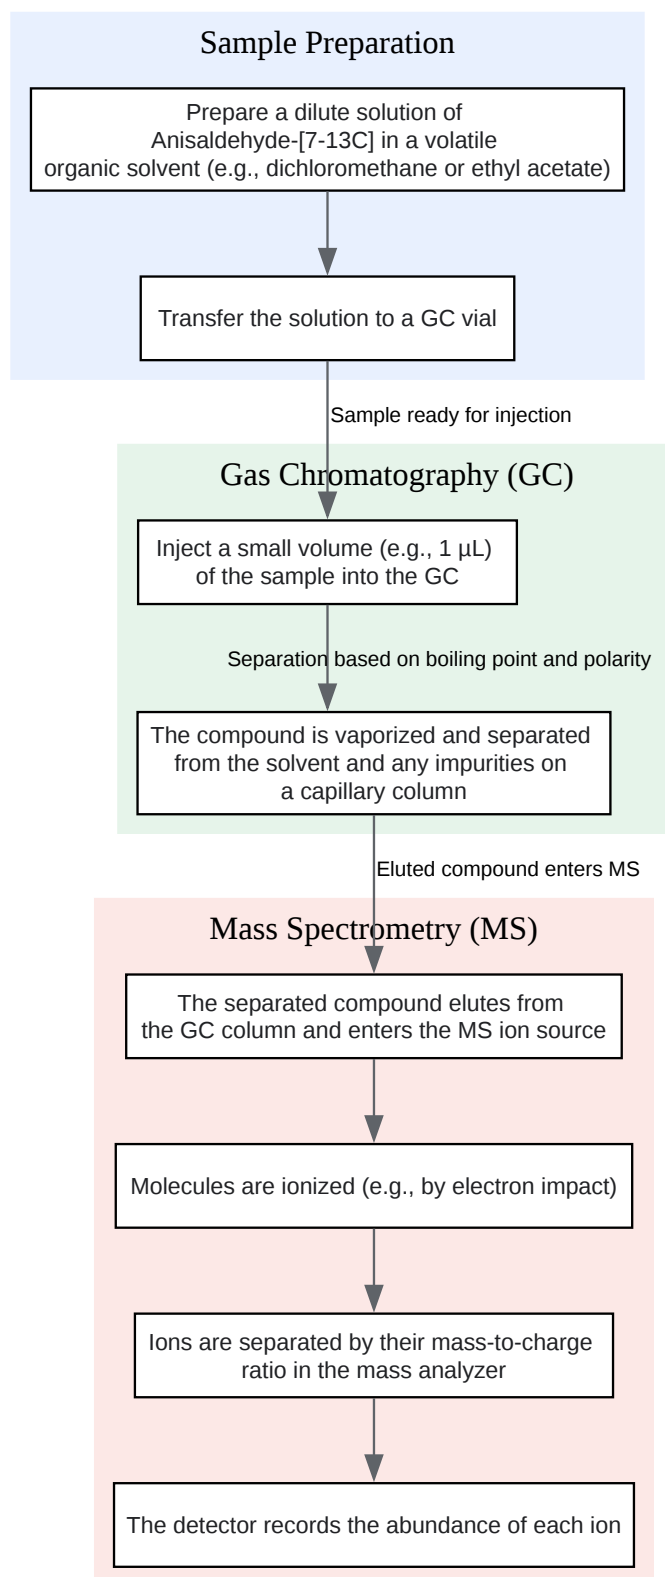 Sample Preparation
Prepare a dilute solution of
Anisaldehyde-[7-13C] in a volatile
organic solvent (e.g., dichloromethane or ethyl acetate)
Transfer the solution to a GC vial
Sample ready for injection
Gas Chromatography (GC)
Inject a small volume (e.g., 1 µL)
of the sample into the GC
Separation based on boiling point and polarity
The compound is vaporized and separated
from the solvent and any impurities on
a capillary column
Eluted compound enters MS
Mass Spectrometry (MS)
The separated compound elutes from
the GC column and enters the MS ion source
Molecules are ionized (e.g., by electron impact)
Ions are separated by their mass-to-charge
ratio in the mass analyzer
The detector records the abundance of each ion